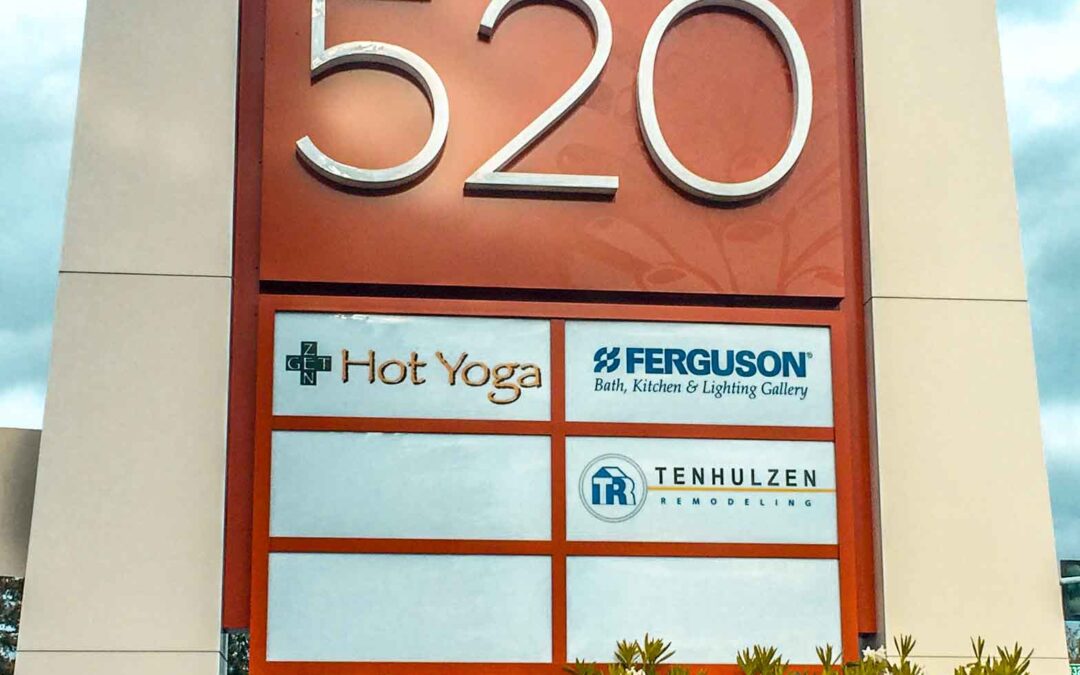 520
GET ZEN
Hot Yoga
FERGUSON®
Bath, Kitchen & Lighting Gallery
TR
TENHULZEN
REMODELING